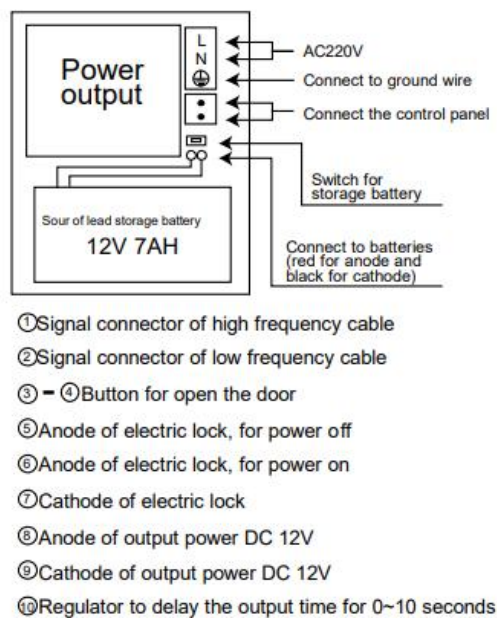 Power
output
L
N
AC220V
Connect to ground wire
Connect the control panel
Switch for
storage battery
Sour of lead storage battery
12V 7AH
Connect to batteries
(red for anode and
black for cathode)
①Signal connector of high frequency cable
②Signal connector of low frequency cable
③-④Button for open the door
⑤Anode of electric lock, for power off
⑥Anode of electric lock, for power on
⑦Cathode of electric lock
⑧Anode of output power DC 12V
⑨Cathode of output power DC 12V
⑩Regulator to delay the output time for 0~10 seconds